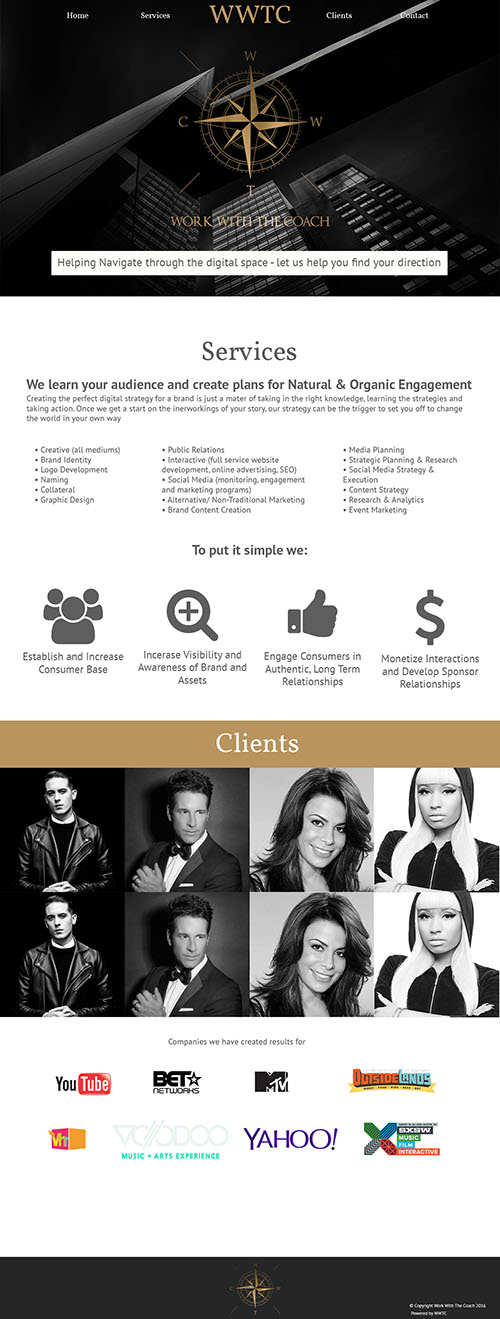 Home Services WWTC Clients Contact
W
C W
T
WORK WITH THE COACH
Helping Navigate through the digital space - let us help you find your direction
Services
We learn your audience and create plans for Natural & Organic Engagement
Creating the perfect digital strategy for a brand is just a mater of taking in the right knowledge, learning the strategies and
taking action. Once we get a start on the inerworkings of your story, our strategy can be the trigger to set you off to change
the world in your own way
• Creative (all mediums)
• Brand Identity
• Logo Development
• Naming
• Collateral
• Graphic Design
• Public Relations
• Interactive (full service website
development, online advertising, SEO)
• Social Media (monitoring, engagement
and marketing programs)
• Alternative/ Non-Traditional Marketing
• Brand Content Creation
• Media Planning
• Strategic Planning & Research
• Social Media Strategy &
Execution
• Content Strategy
• Research & Analytics
• Event Marketing
To put it simple we:
Establish and Increase
Consumer Base
Incerase Visibility and
Awareness of Brand and
Assets
Engage Consumers in
Authentic, Long Term
Relationships
$
Monetize Interactions
and Develop Sponsor
Relationships
Clients
Companies we have created results for
YouTube
BET
NETWORKS
MTV
OUTSIDE LANDS
VH1
VOODOO
MUSIC + ARTS EXPERIENCE
YAHOO!
SXSW
MUSIC
FILM
INTERACTIVE
© Copyright Work With The Coach 2016
Powered by WWTC